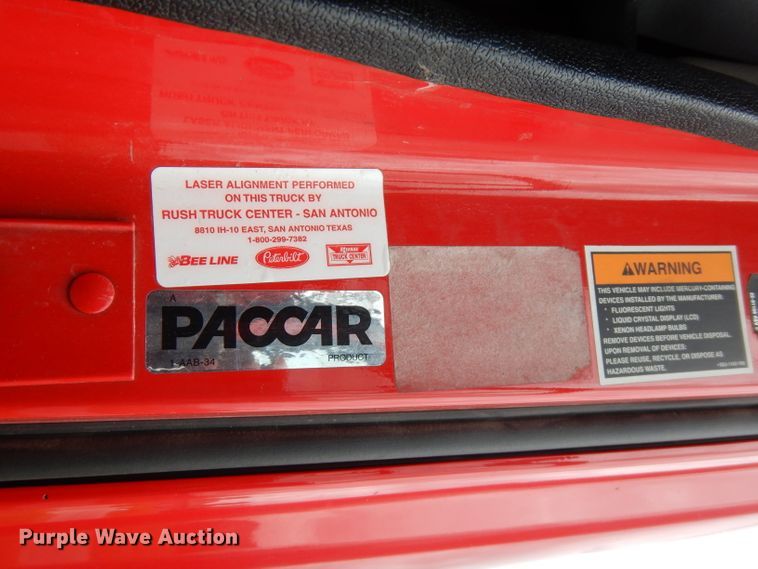 LASER ALIGNMENT PERFORMED
ON THIS TRUCK BY
RUSH TRUCK CENTER - SAN ANTONIO
8810 IH-10 EAST, SAN ANTONIO TEXAS
1-800-299-7382
BEE LINE
Peterbilt
TRUCK CENTER
A
PACCAR
1-AAB-34
PRODUCT
WARNING
THIS VEHICLE MAY INCLUDE MERCURY-CONTAINING
DEVICES INSTALLED BY THE MANUFACTURER:
* FLUORESCENT LIGHTS
* LIQUID CRYSTAL DISPLAY (LCD)
* XENON HEADLAMP BULBS
REMOVE DEVICES BEFORE VEHICLE DISPOSAL.
UPON REMOVAL OF DEVICES:
PLEASE REUSE, RECYCLE, OR DISPOSE AS
HAZARDOUS WASTE.
Purple Wave Auction